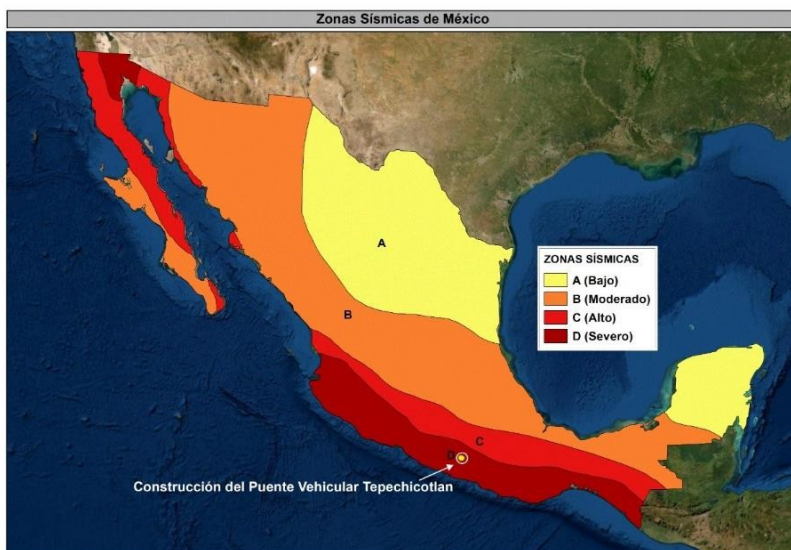 Zonas Sísmicas de México
A
ZONAS SÍSMICAS
A (Bajo)
B (Moderado)
C (Alto)
D (Severo)
B
C
D
Construcción del Puente Vehicular Tepechicotlan